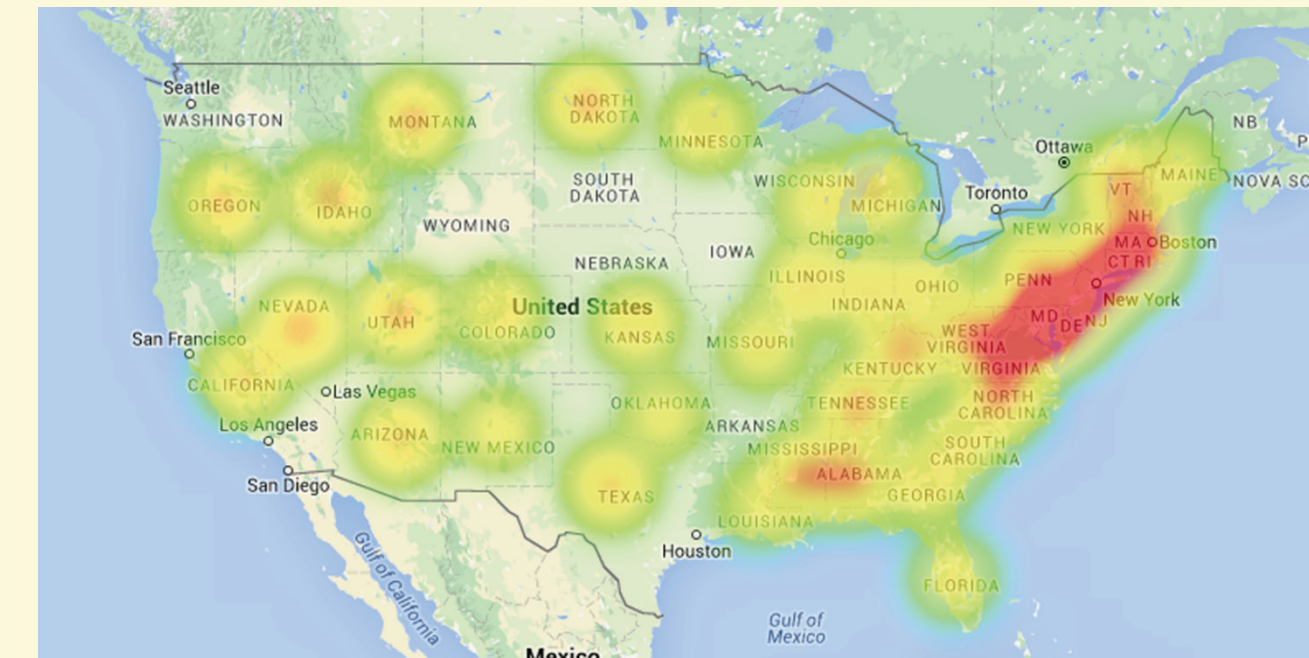 Seattle
WASHINGTON
MONTANA
NORTH
DAKOTA
MINNESOTA
Ottawa
NB
P
MAINE
NOVA SC
VT
NH
Toronto
OREGON
IDAHO
WYOMING
SOUTH
DAKOTA
WISCONSIN
MICHIGAN
NEW YORK
MA
Boston
CT RI
Chicago
IOWA
NEBRASKA
ILLINOIS
INDIANA
OHIO
PENN
New York
NEVADA
UTAH
COLORADO
United States
KANSAS
MISSOURI
WEST
VIRGINIA
MD
DE
NJ
San Francisco
KENTUCKY
VIRGINIA
CALIFORNIA
Las Vegas
OKLAHOMA
TENNESSEE
NORTH
CAROLINA
Los Angeles
ARIZONA
NEW MEXICO
ARKANSAS
MISSISSIPPI
SOUTH
CAROLINA
San Diego
TEXAS
ALABAMA
GEORGIA
LOUISIANA
Houston
FLORIDA
Gulf of California
Gulf of
Mexico
Mexico